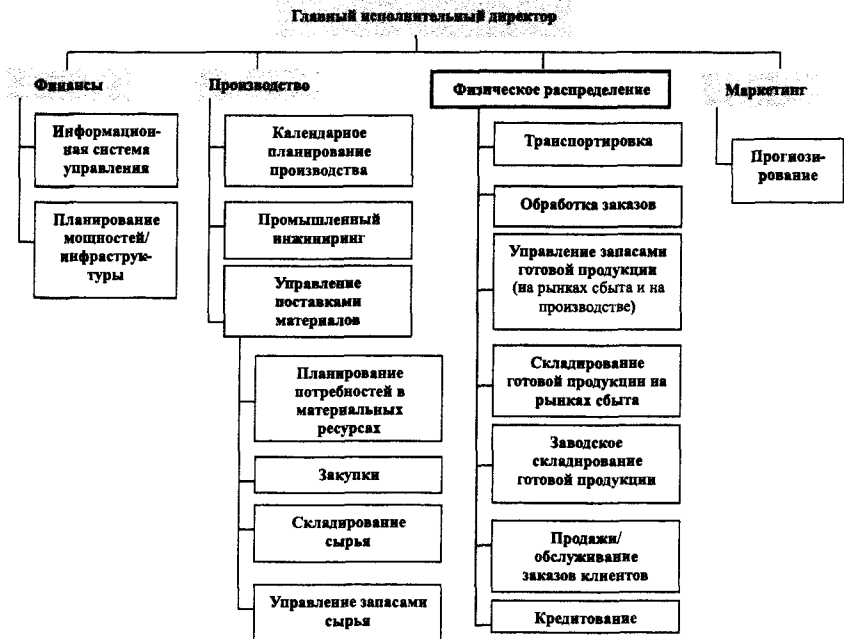 Главный исполнительный директор
Финансы
Производство
Физическое распределение
Маркетинг
Информацион-
ная система
управления
Планирование
мощностей/
инфраструк-
туры
Календарное
планирование
производства
Промышленный
инжиниринг
Управление
поставками
материалов
Планирование
потребностей в
материальных
ресурсах
Закупки
Складирование
сырья
Управление запасами
сырья
Транспортировка
Обработка заказов
Управление запасами
готовой продукции
(на рынках сбыта и на
производстве)
Складирование
готовой продукции на
рынках сбыта
Заводское
складирование
готовой продукции
Продажи/
обслуживание
заказов клиентов
Кредитование
Прогнози-
рование